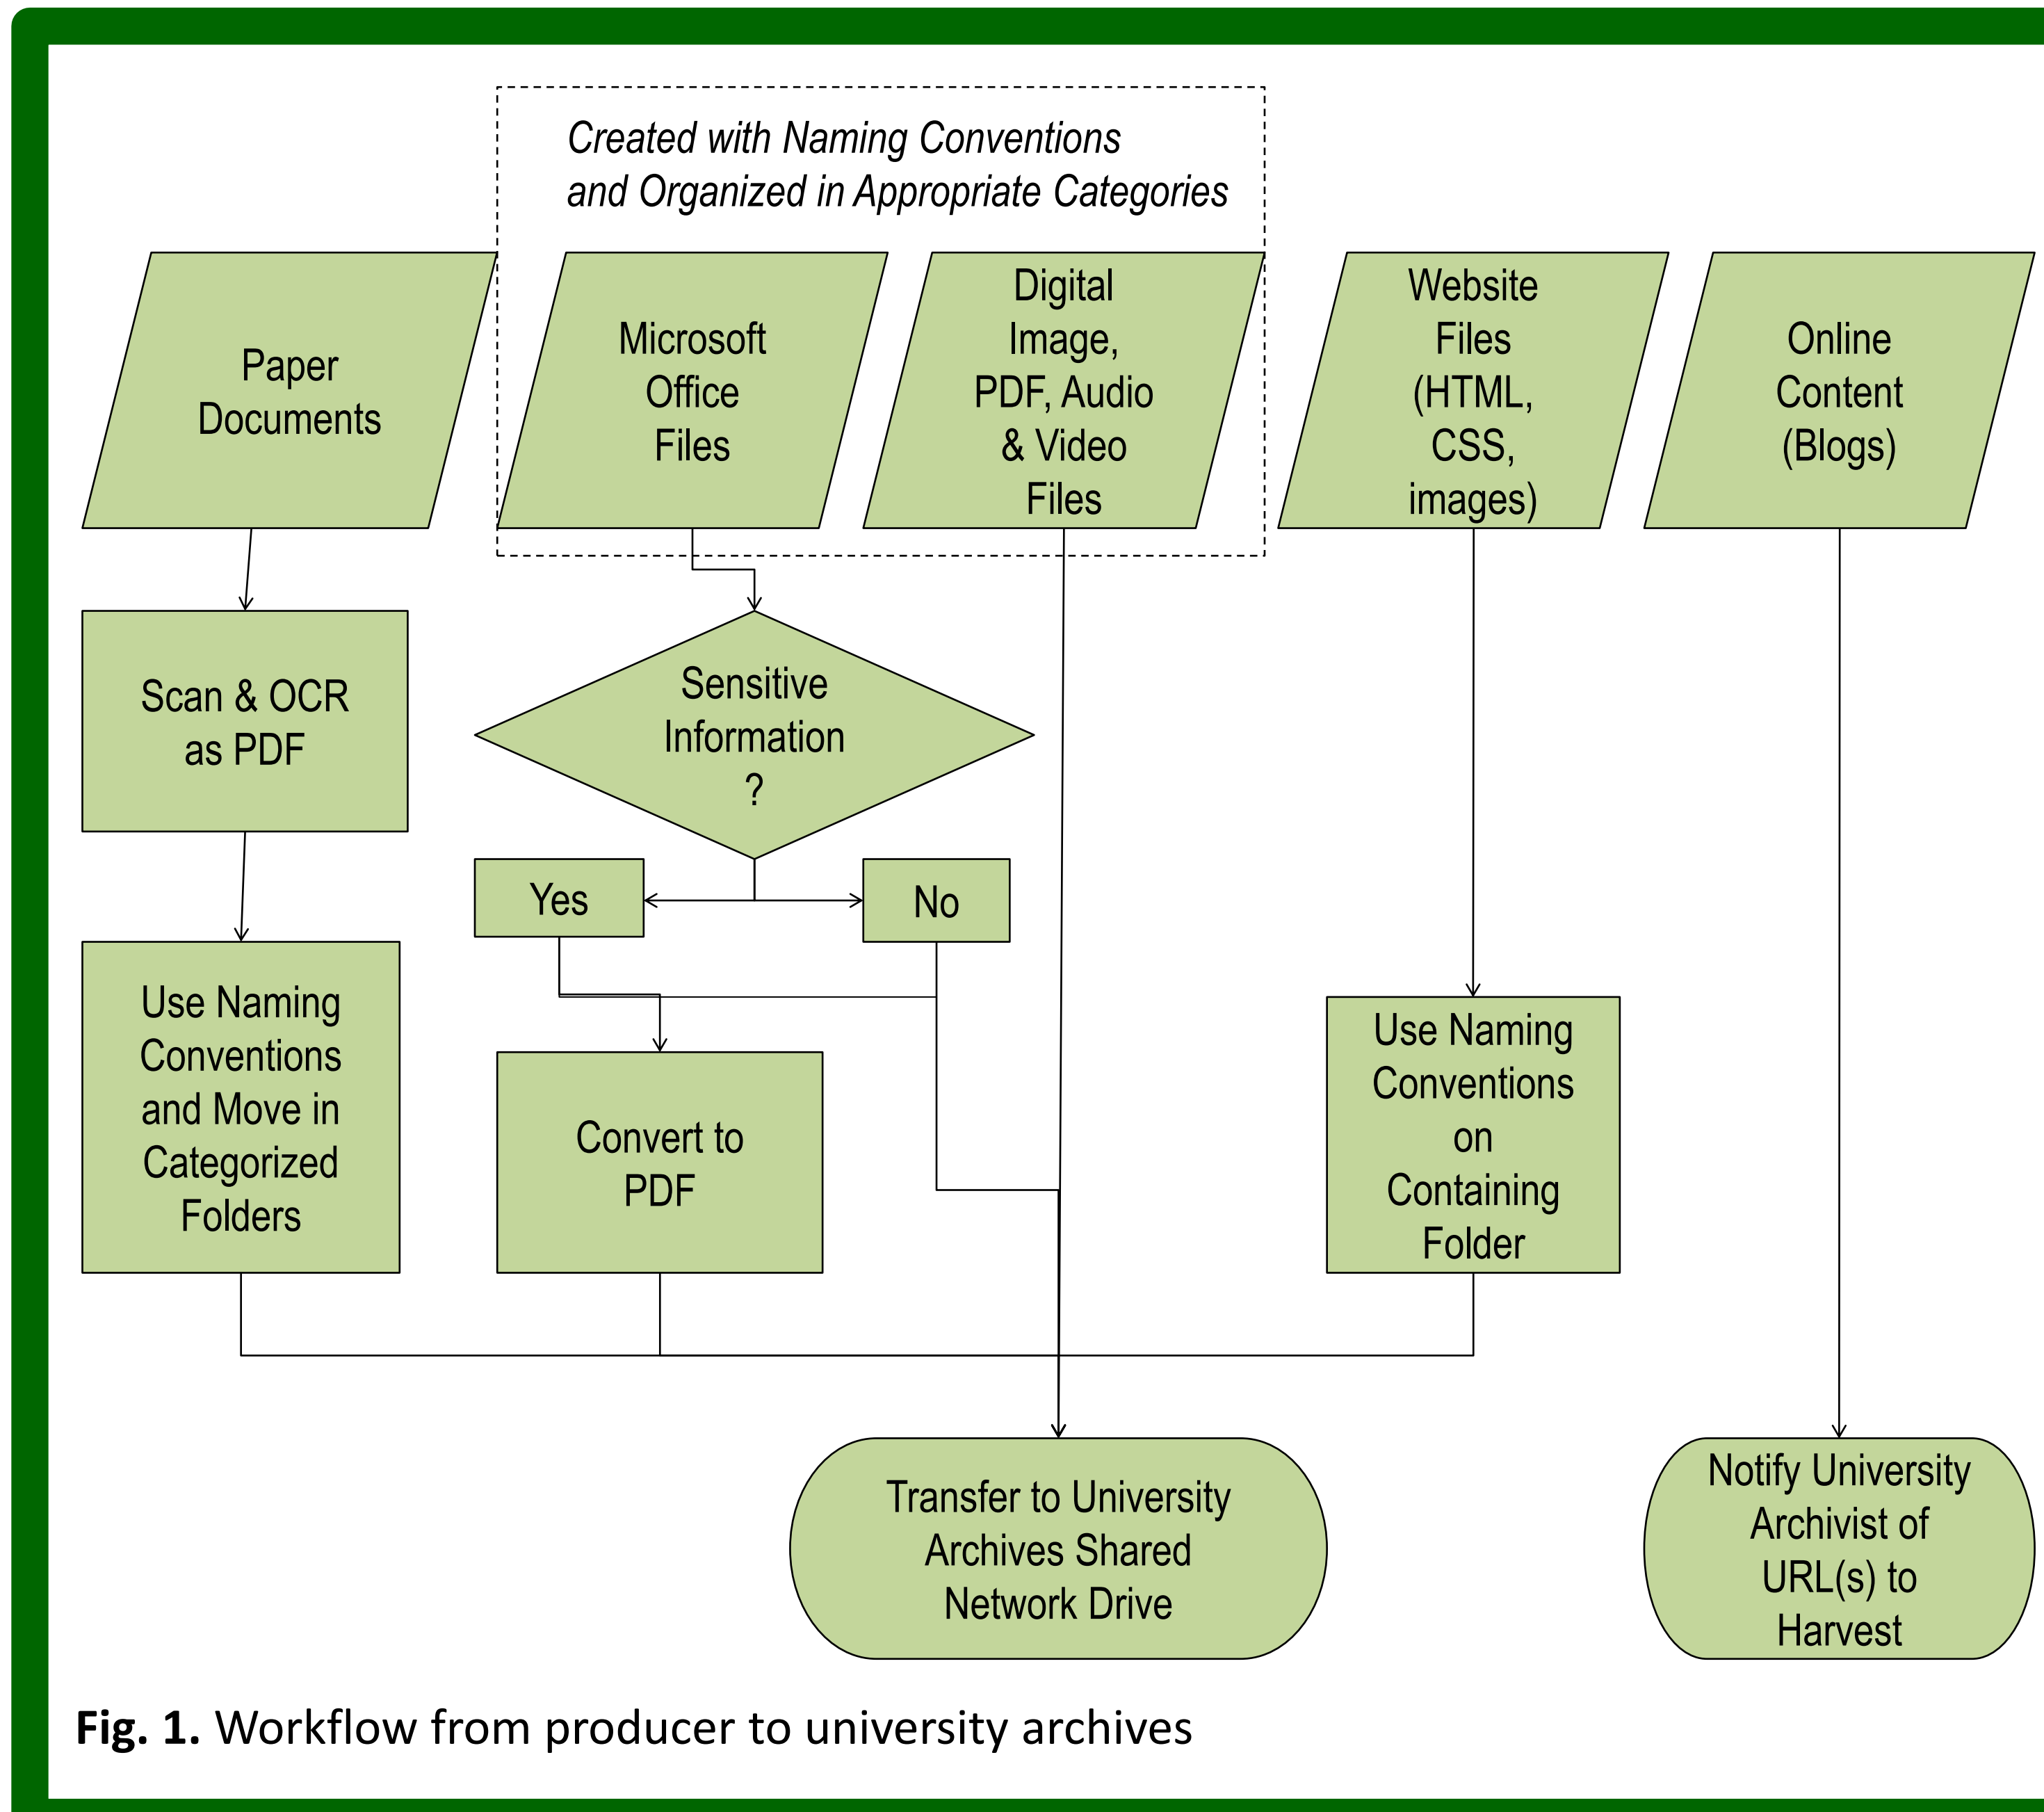 Created with Naming Conventions
and Organized in Appropriate Categories
Paper
Documents
Microsoft
Office
Files
Digital
Image,
PDF, Audio
& Video
Files
Website
Files
(HTML,
CSS,
images)
Online
Content
(Blogs)
Scan & OCR
as PDF
Sensitive
Information
?
Yes
No
Use Naming
Conventions
and Move in
Categorized
Folders
Convert to
PDF
Use Naming
Conventions
on
Containing
Folder
Transfer to University
Archives Shared
Network Drive
Notify University
Archivist of
URL(s) to
Harvest
Fig. 1. Workflow from producer to university archives